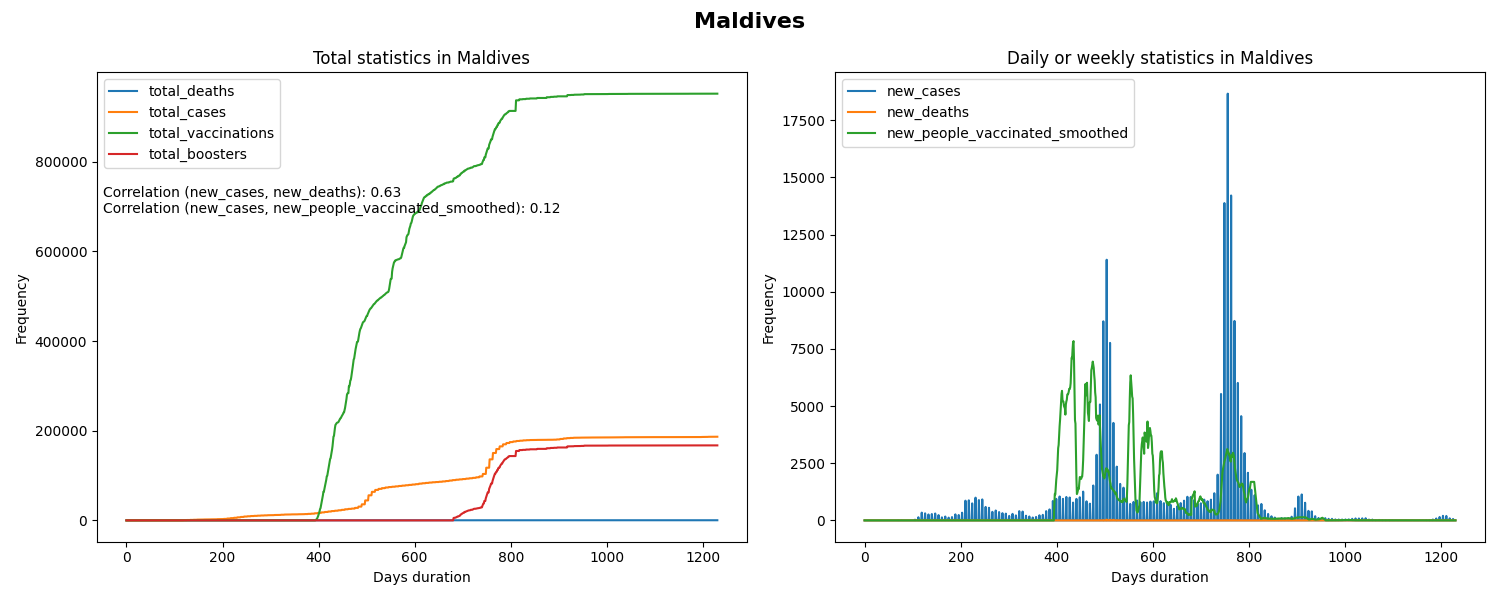 Maldives
Total statistics in Maldives
total_deaths
total_cases
total_vaccinations
total_boosters
Correlation (new_cases, new_deaths): 0.63
Correlation (new_cases, new_people_vaccinated_smoothed): 0.12
Frequency
800000
600000
400000
200000
0
0 200 400 600 800 1000 1200
Days duration
Daily or weekly statistics in Maldives
new_cases
new_deaths
new_people_vaccinated_smoothed
Frequency
17500
15000
12500
10000
7500
5000
2500
0
0 200 400 600 800 1000 1200
Days duration